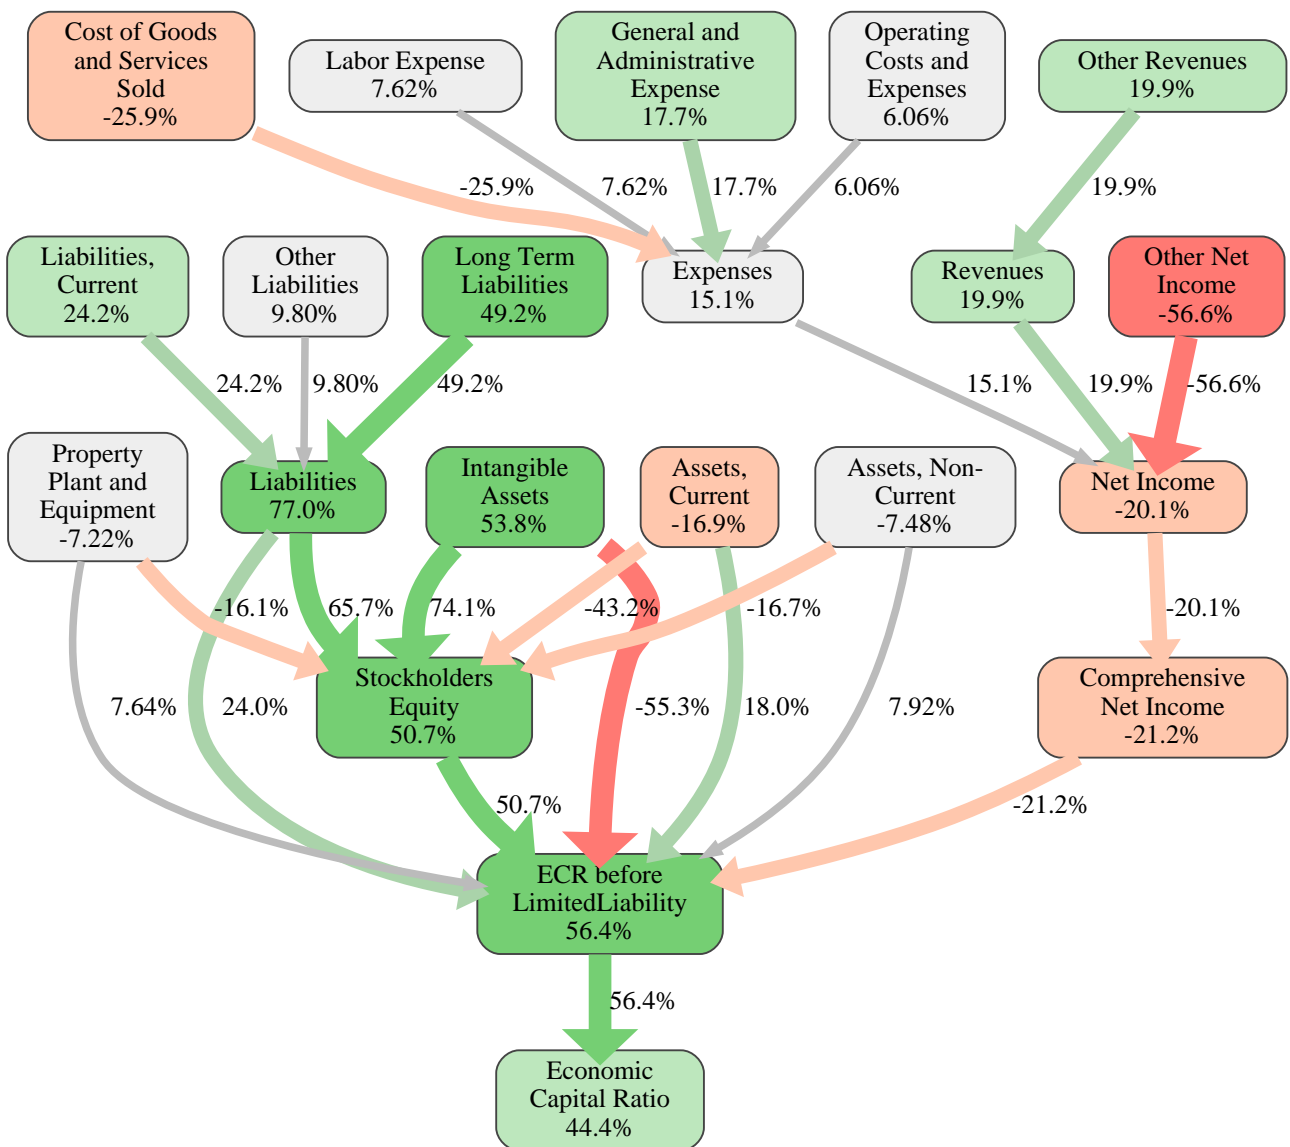 Cost of Goods
and Services
Sold
-25.9%
Labor Expense
7.62%
General and
Administrative
Expense
17.7%
Operating
Costs and
Expenses
6.06%
Other Revenues
19.9%
-25.9%
7.62%
17.7%
6.06%
19.9%
Liabilities,
Current
24.2%
Other
Liabilities
9.80%
Long Term
Liabilities
49.2%
Expenses
15.1%
Revenues
19.9%
Other Net
Income
-56.6%
24.2%
9.80%
49.2%
15.1%
19.9%
-56.6%
Property
Plant and
Equipment
-7.22%
Liabilities
77.0%
Intangible
Assets
53.8%
Assets,
Current
-16.9%
Assets, Non-
Current
-7.48%
Net Income
-20.1%
-16.1%
65.7%
74.1%
-43.2%
-16.7%
-20.1%
7.64%
24.0%
Stockholders
Equity
50.7%
-55.3%
18.0%
7.92%
Comprehensive
Net Income
-21.2%
50.7%
-21.2%
ECR before
LimitedLiability
56.4%
56.4%
Economic
Capital Ratio
44.4%